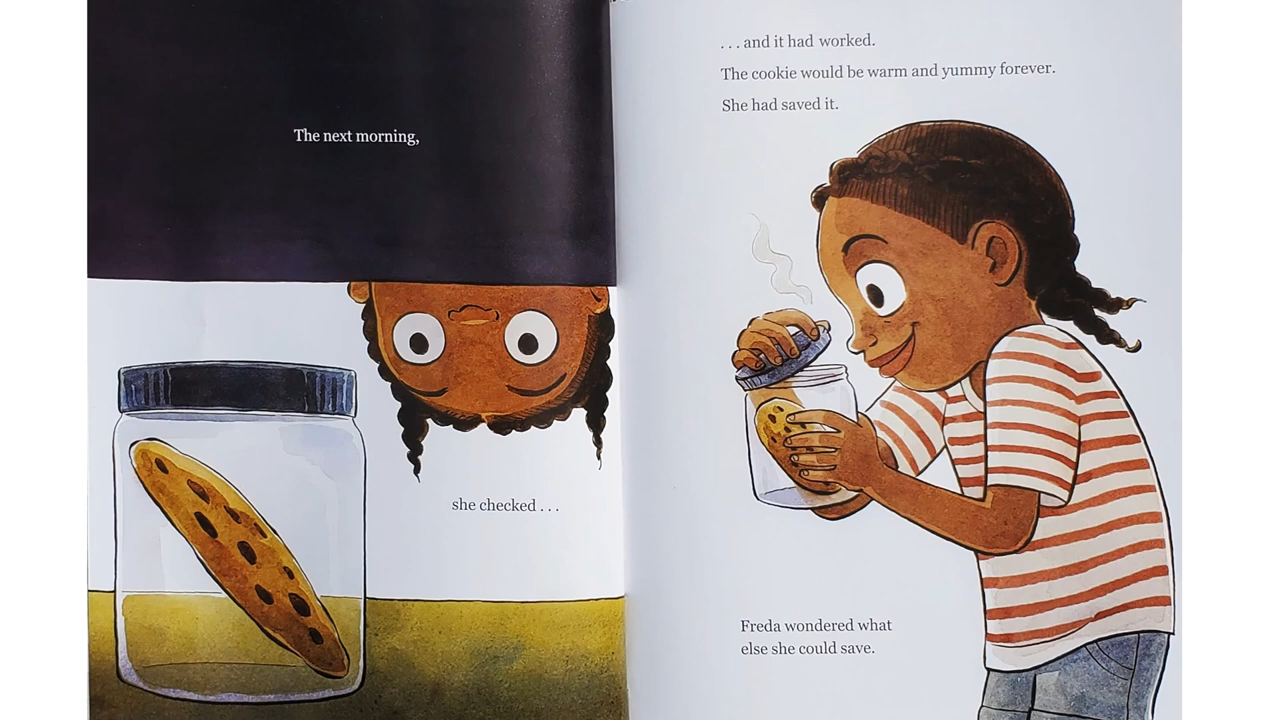 The next morning,
she checked . . .
. . . and it had worked.
The cookie would be warm and yummy forever.
She had saved it.
Freda wondered what
else she could save.